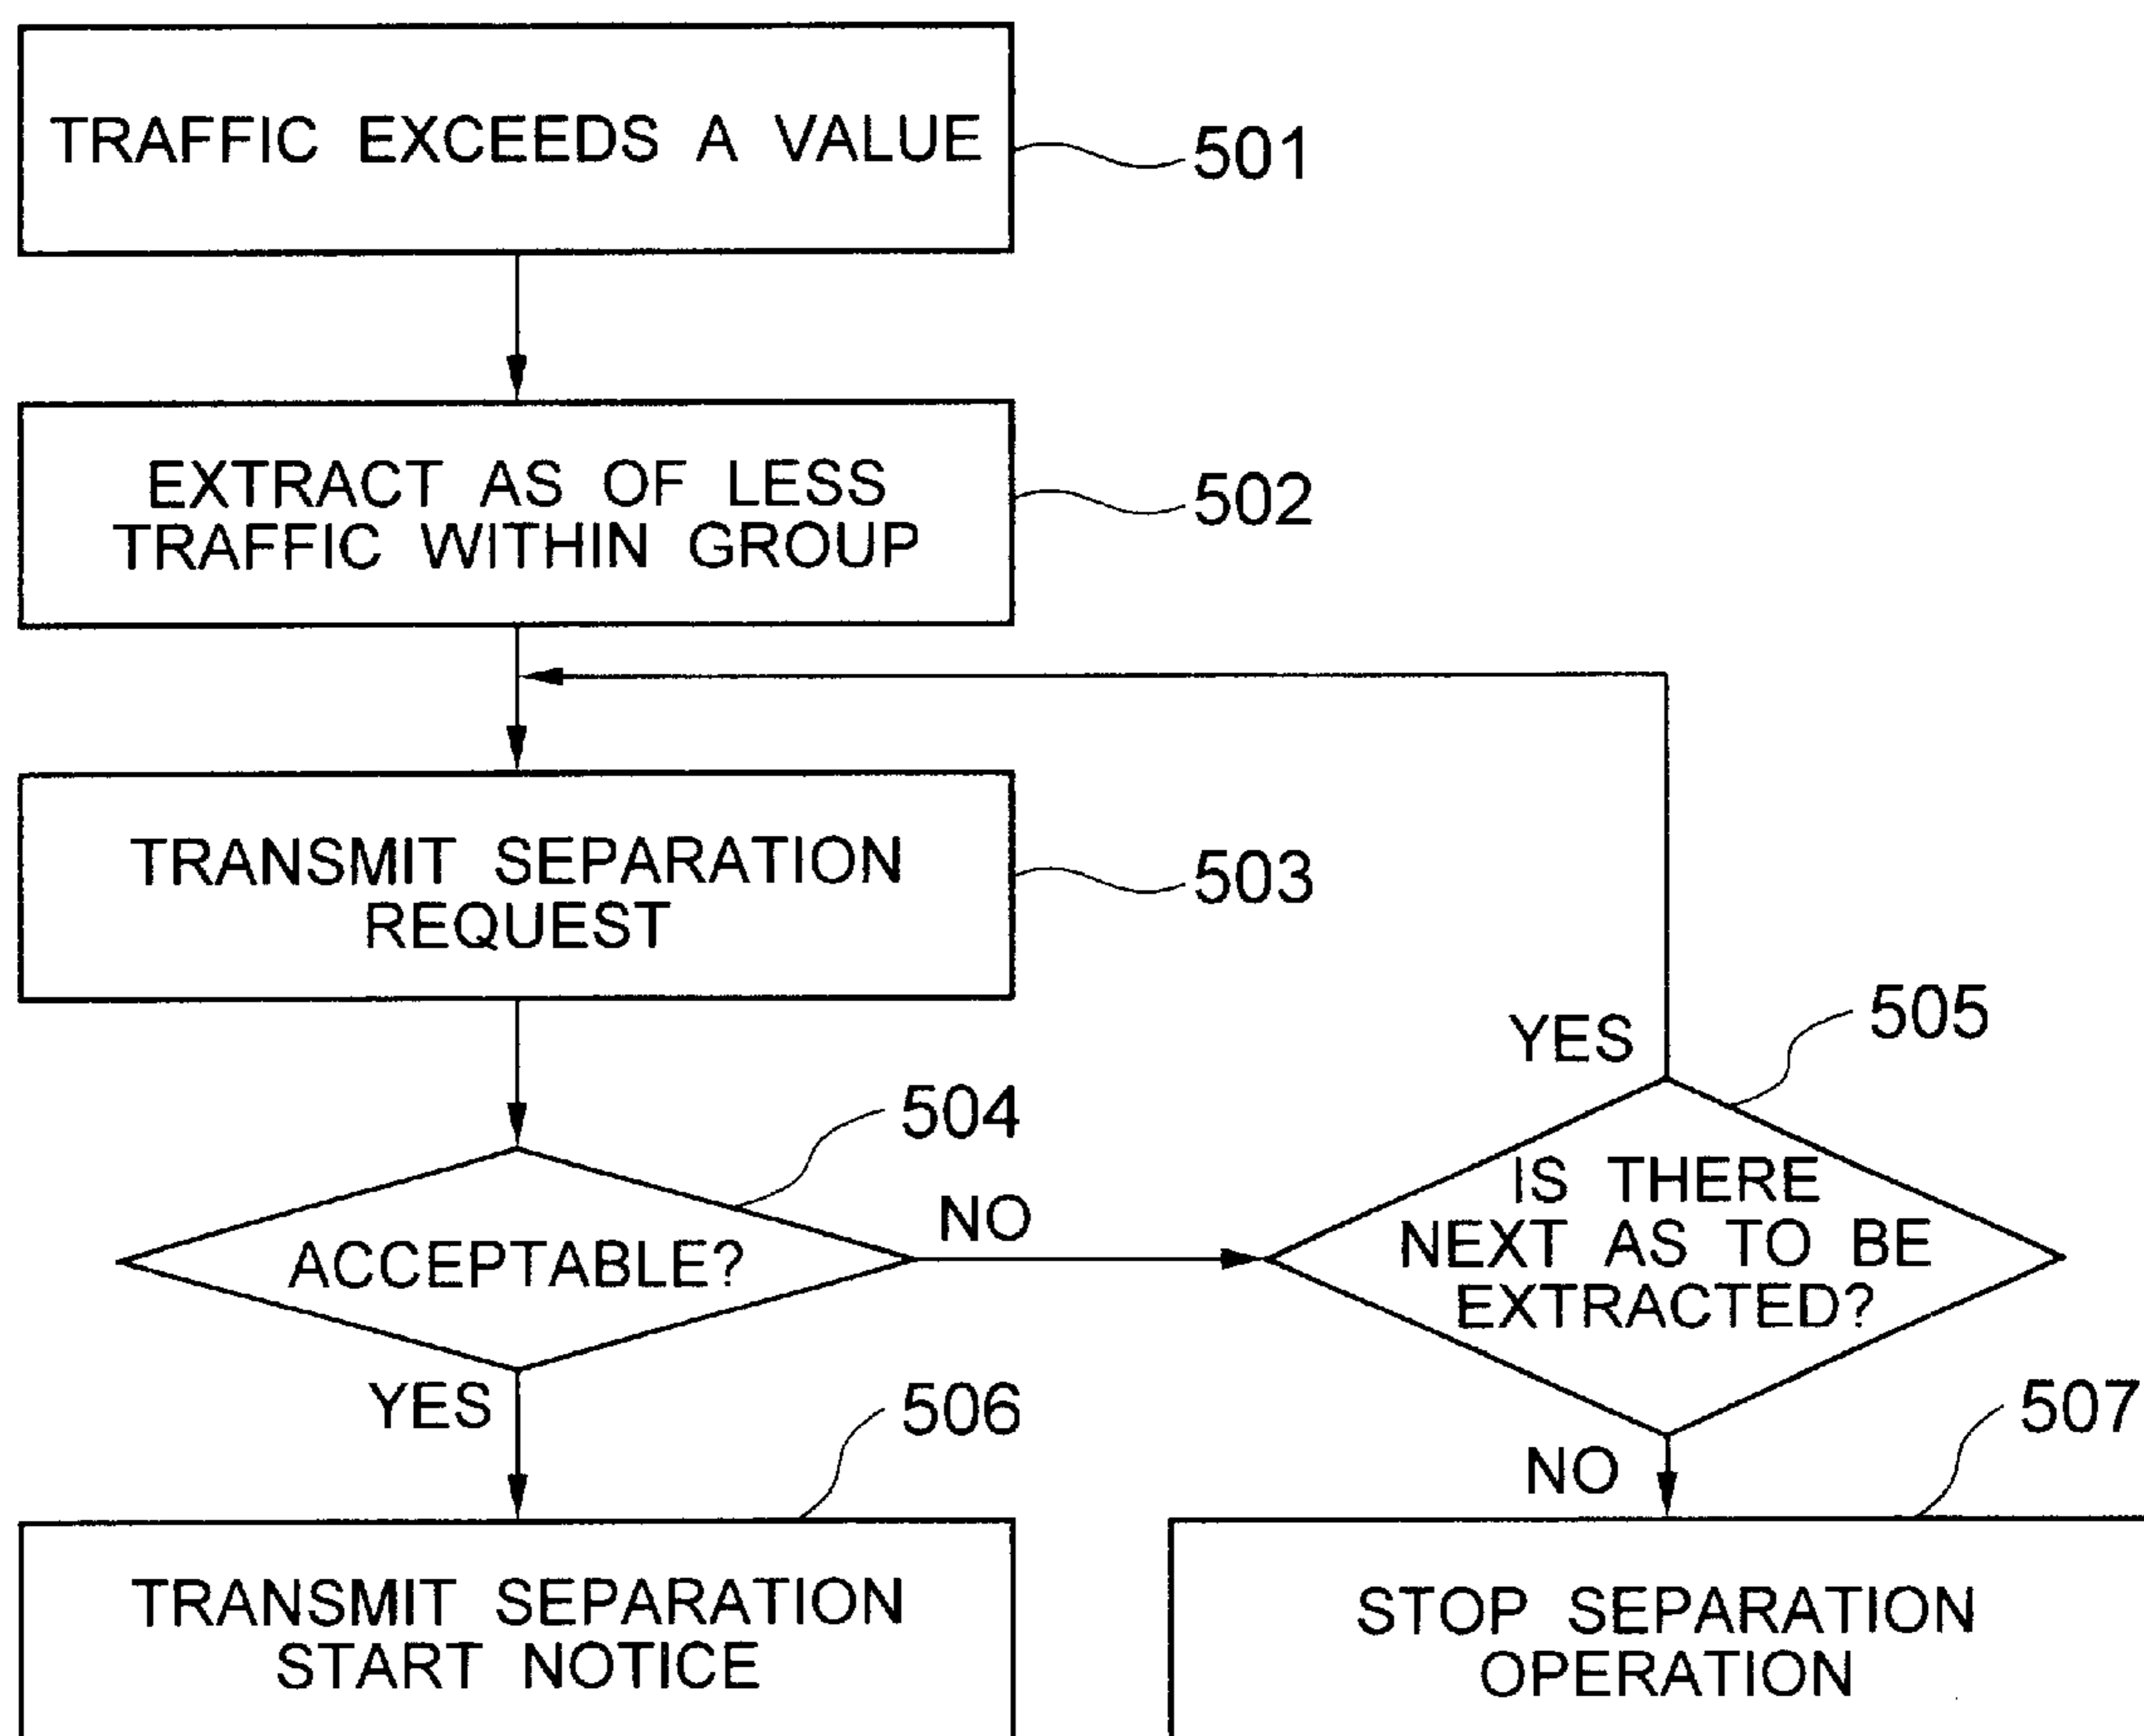 TRAFFIC EXCEEDS A VALUE
501
EXTRACT AS OF LESS
TRAFFIC WITHIN GROUP
502
TRANSMIT SEPARATION
REQUEST
503
YES
505
504
ACCEPTABLE?
NO
IS THERE
NEXT AS TO BE
EXTRACTED?
YES
506
NO
507
TRANSMIT SEPARATION
START NOTICE
STOP SEPARATION
OPERATION